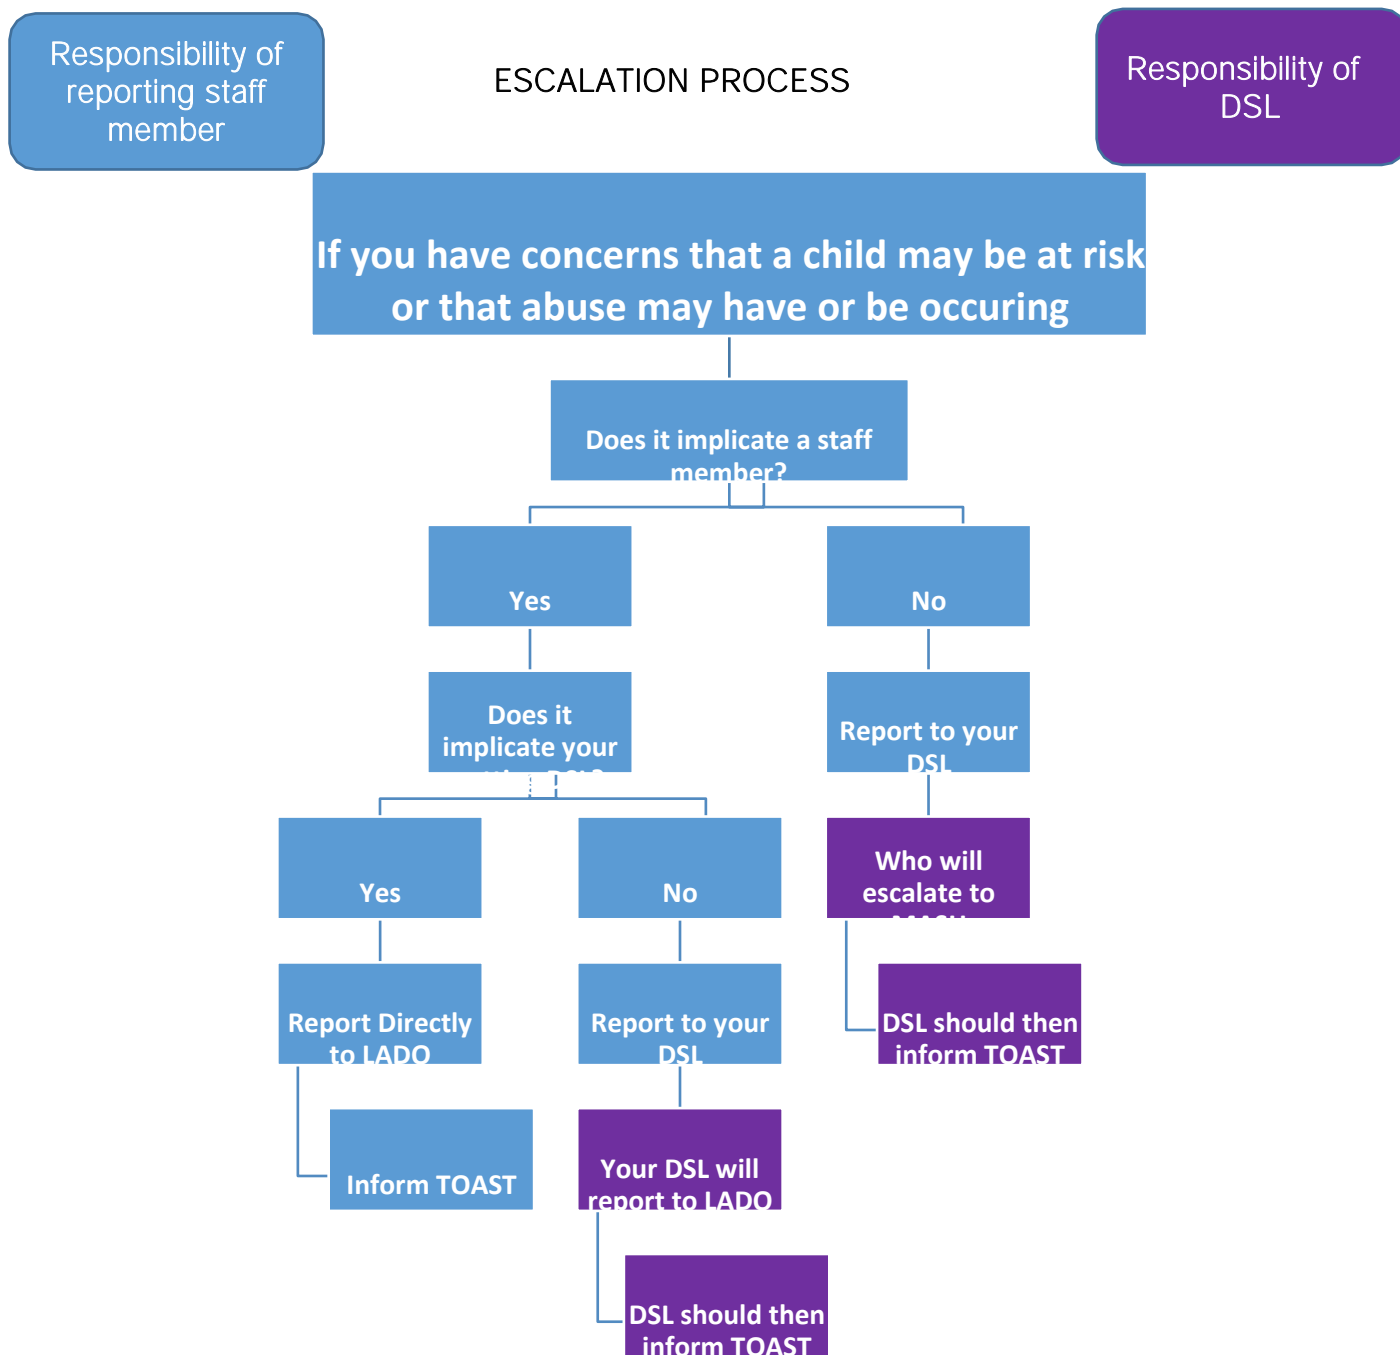 Responsibility of
reporting staff
member
ESCALATION PROCESS
Responsibility of
DSL
If you have concerns that a child may be at risk
or that abuse may have or be occuring
Does it implicate a staff
member?
Yes
No
Does it
implicate your
DSL?
Report to your
DSL
Yes
No
Who will
escalate to
MASH
Report Directly
to LADO
Report to your
DSL
DSL should then
inform TOAST
Inform TOAST
Your DSL will
report to LADO
DSL should then
inform TOAST